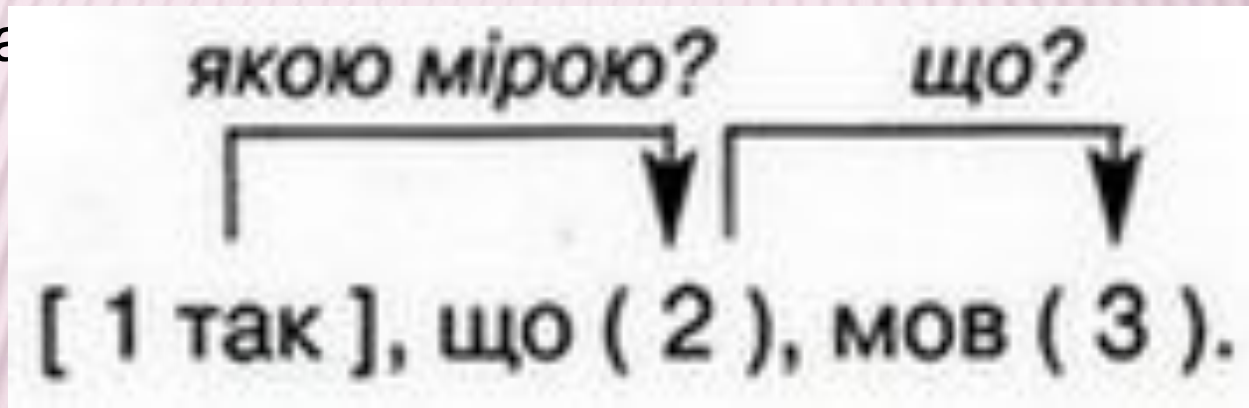 якою мірою? що?
[ 1 так ], що ( 2 ), мов ( 3 ).